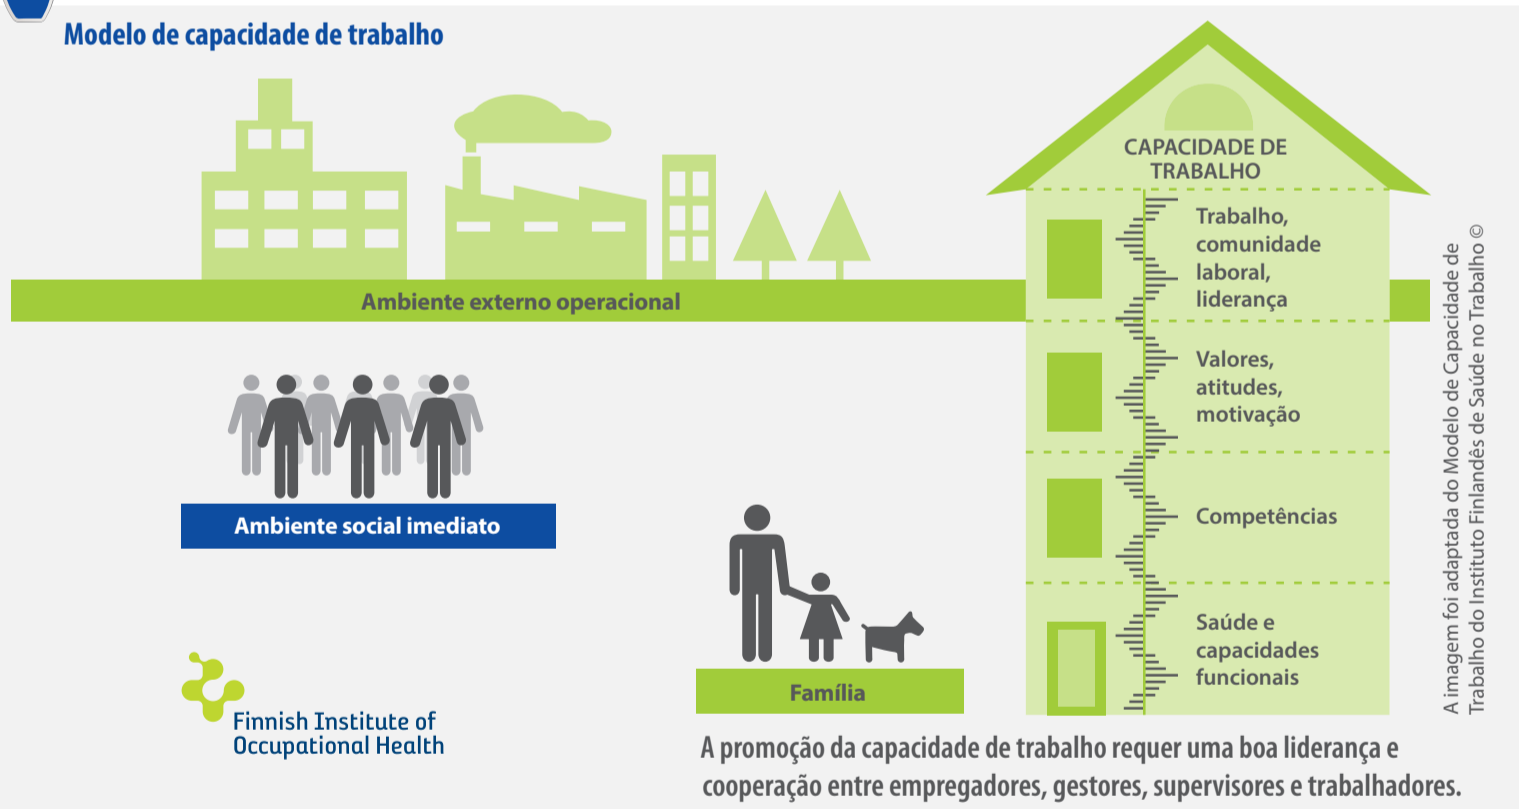 Modelo de capacidade de trabalho
CAPACIDADE DE
TRABALHO
Trabalho,
comunidade
laboral,
liderança
Ambiente externo operacional
Valores,
atitudes,
motivação
Ambiente social imediato
Competências
Saúde e
capacidades
funcionais
Família
Finnish Institute of
Occupational Health
A promoção da capacidade de trabalho requer uma boa liderança e
cooperação entre empregadores, gestores, supervisores e trabalhadores.
A imagem foi adaptada do Modelo de Capacidade de
Trabalho do Instituto Finlandês de Saúde no Trabalho ©